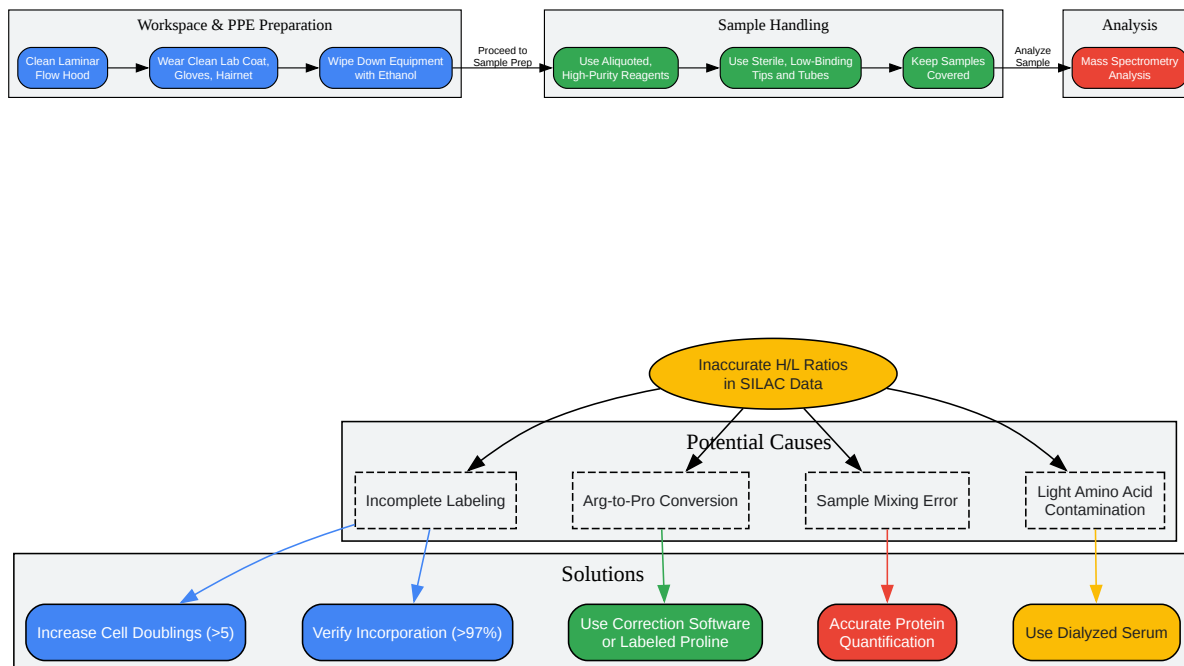 Workspace & PPE Preparation
Clean Laminar
Flow Hood
Wear Clean Lab Coat,
Gloves, Hairnet
Wipe Down Equipment
with Ethanol
Proceed to
Sample Prep
Sample Handling
Use Aliquoted,
High-Purity Reagents
Use Sterile, Low-Binding
Tips and Tubes
Keep Samples
Covered
Analyze
Sample
Analysis
Mass Spectrometry
Analysis
Inaccurate H/L Ratios
in SILAC Data
Potential Causes
Incomplete Labeling
Arg-to-Pro Conversion
Sample Mixing Error
Light Amino Acid
Contamination
Solutions
Increase Cell Doublings (>5)
Verify Incorporation (>97%)
Use Correction Software
or Labeled Proline
Accurate Protein
Quantification
Use Dialyzed Serum